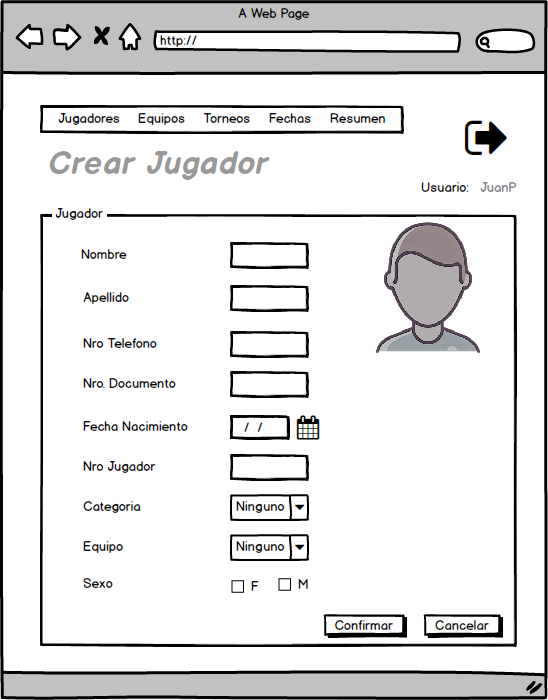 A Web Page
http://
Jugadores Equipos Torneos Fechas Resumen
Crear Jugador
Usuario: JuanP
Jugador
Nombre
Apellido
Nro Telefono
Nro. Documento
Fecha Nacimiento / /
Nro Jugador
Categoria Ninguno
Equipo Ninguno
Sexo F M
Confirmar Cancelar